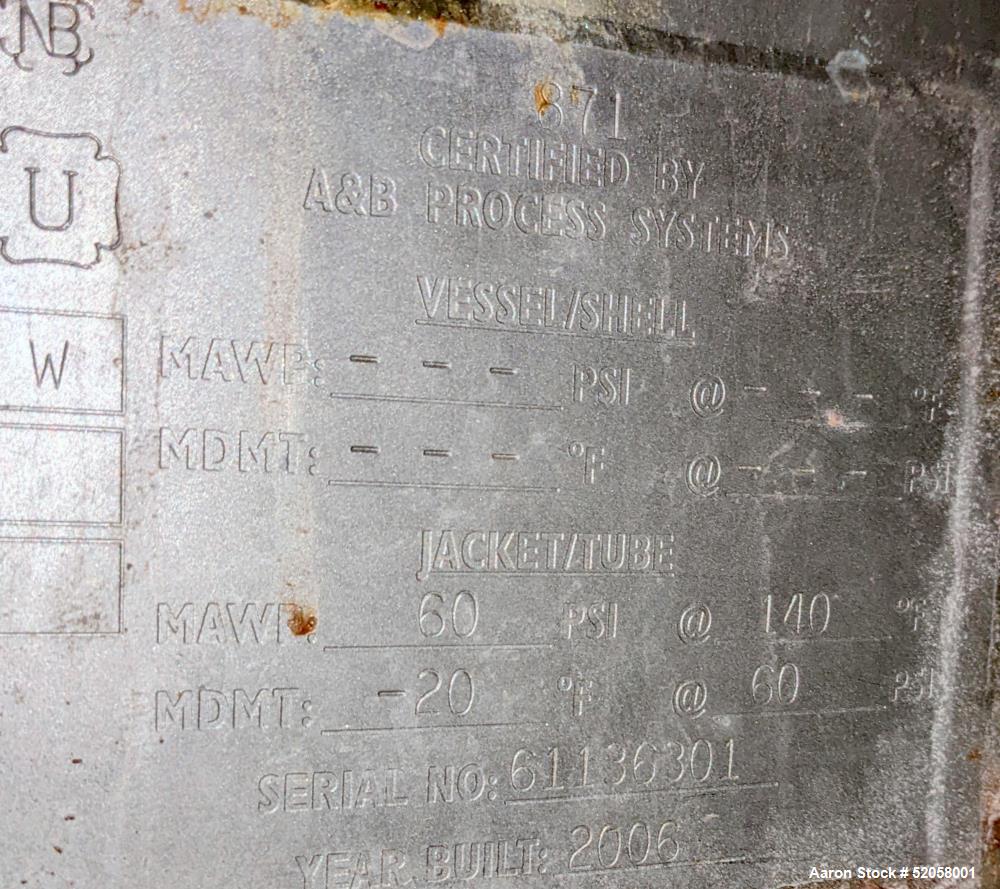 NB
871
CERTIFIED BY
A&B PROCESS SYSTEMS
U
VESSEL/SHELL
W
MAWP: - - - PSI @ - - - °F
MDMT: - - - °F @ - - - PSI
JACKET/TUBE
MAWP: 60 PSI @ 140 °F
MDMT: -20 °F @ 60 PSI
SERIAL NO: 61136301
YEAR BUILT: 2006
Aaron Stock # 52058001